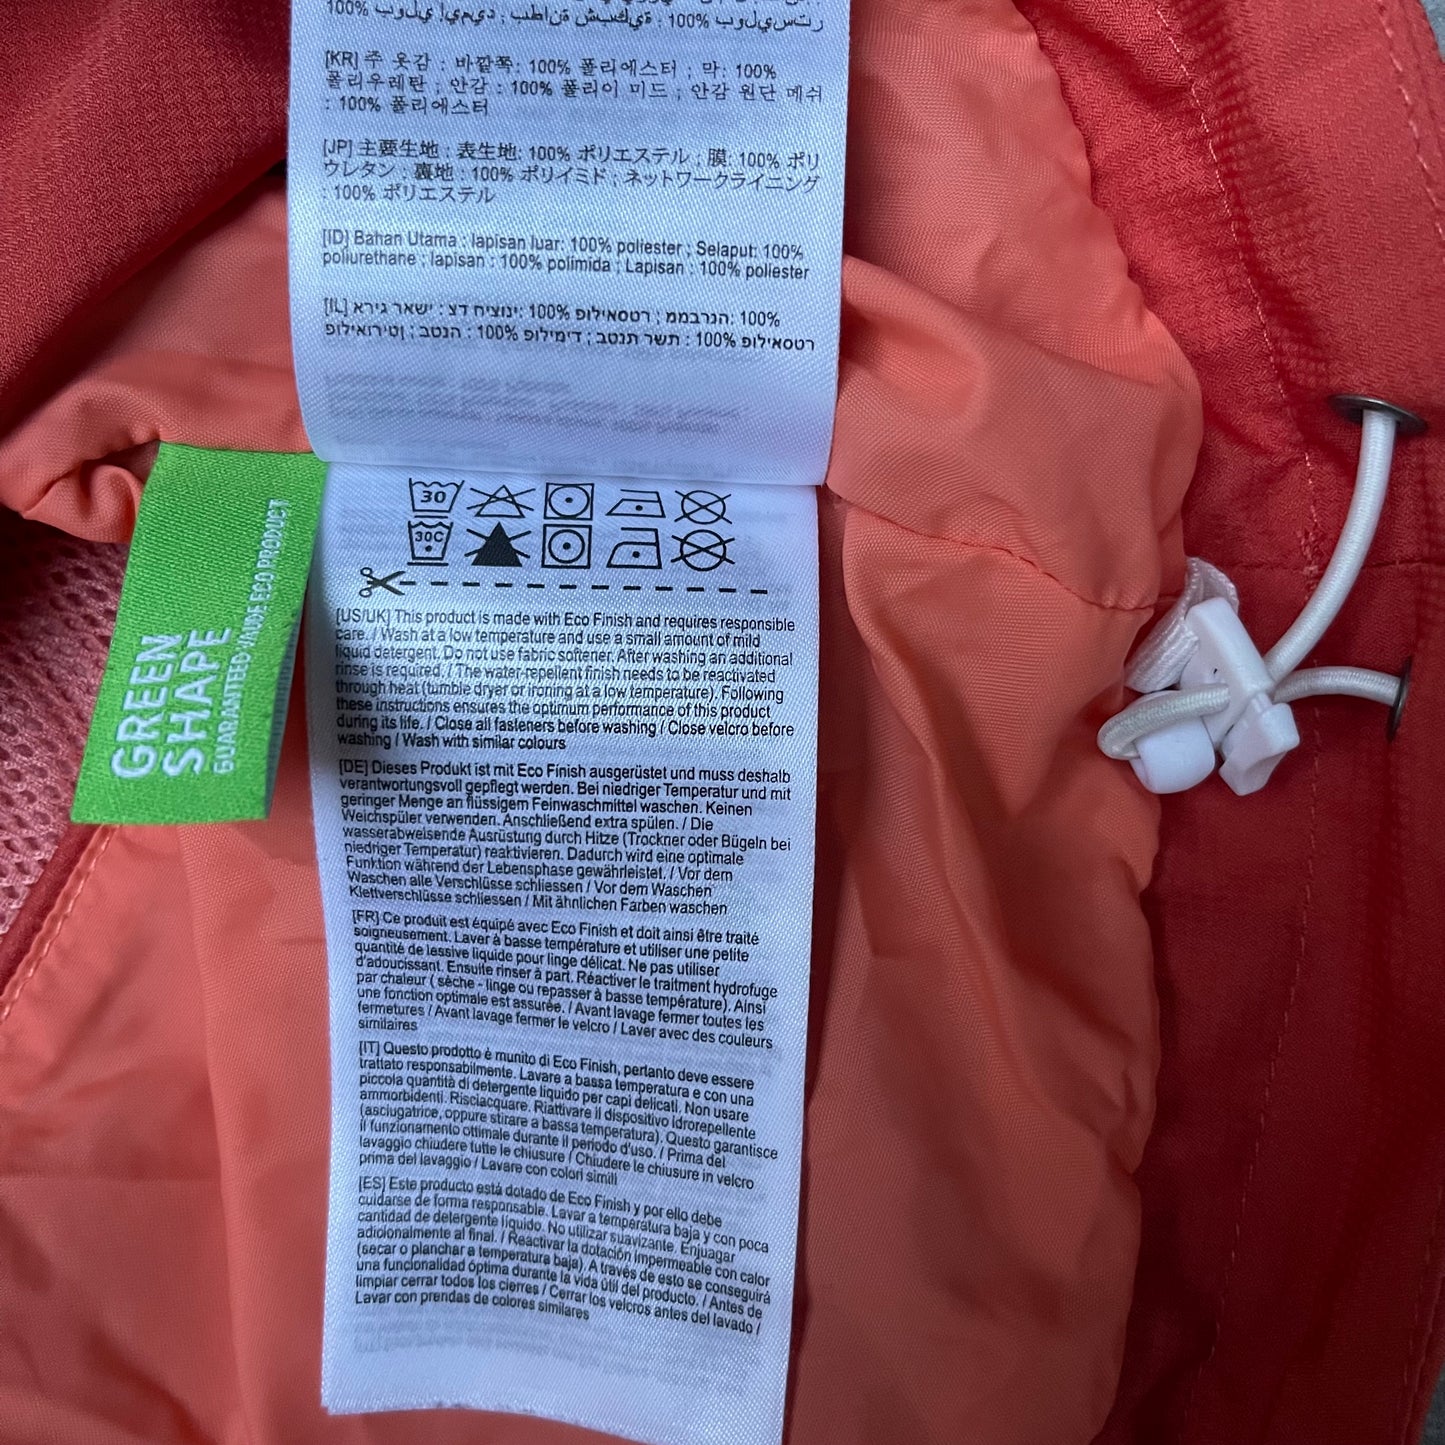 100%
[KR] 주 옷감 : 바깥쪽: 100% 폴리에스터 ; 막: 100%
폴리우레탄 ; 안감 : 100% 폴리이 미드 ; 안감 원단 메쉬
: 100% 폴리에스터
[JP] 主要生地 : 表生地: 100% ポリエステル ; 膜: 100% ポリ
ウレタン ; 裏地 : 100% ポリイミド ; ネットワークライニング
: 100% ポリエステル
[ID] Bahan Utama : lapisan luar: 100% poliester ; Selaput: 100%
poliurethane ; lapisan : 100% polimida ; Lapisan : 100% poliester
[IL] 100% :הנרבממ ; רטסאילופ 100% :ינוציח דצ : ישאר גירא
רטסאילופ 100% : תשר תנטב ; דימילופ 100% : הנטב ; ןטירואילופ
30
30C
[US/UK] This product is made with Eco Finish and requires responsible
care. / Wash at a low temperature and use a small amount of mild
liquid detergent. Do not use fabric softener. After washing an additional
rinse is required. / The water-repellent finish needs to be reactivated
through heat (tumble dryer or ironing at a low temperature). Following
these instructions ensures the optimum performance of this product
during its life. / Close all fasteners before washing / Close velcro before
washing / Wash with similar colours
[DE] Dieses Produkt ist mit Eco Finish ausgerüstet und muss deshalb
verantwortungsvoll gepflegt werden. Bei niedriger Temperatur und mit
geringer Menge an flüssigem Feinwaschmittel waschen. Keinen
Weichspüler verwenden. Anschließend extra spülen. / Die
wasserabweisende Ausrüstung durch Hitze (Trockner oder Bügeln bei
niedriger Temperatur) reaktivieren. Dadurch wird eine optimale
Funktion während der Lebensphase gewährleistet. / Vor dem
Waschen alle Verschlüsse schliessen / Vor dem Waschen
Klettverschlüsse schliessen / Mit ähnlichen Farben waschen
[FR] Ce produit est équipé avec Eco Finish et doit ainsi être traité
soigneusement. Laver à basse température et utiliser une petite
quantité de lessive liquide pour linge délicat. Ne pas utiliser
d'adoucissant. Ensuite rinser à part. Réactiver le traitment hydrofuge
par chaleur ( sèche - linge ou repasser à basse température). Ainsi
une fonction optimale est assurée. / Avant lavage fermer toutes les
fermetures / Avant lavage fermer le velcro / Laver avec des couleurs
similaires
[IT] Questo prodotto è munito di Eco Finish, pertanto deve essere
trattato responsabilmente. Lavare a bassa temperatura e con una
piccola quantità di detergente liquido per capi delicati. Non usare
ammorbidenti. Risciacquare. Riattivare il dispositivo idrorepellente
(asciugatrice, oppure stirare a bassa temperatura). Questo garantisce
il funzionamento ottimale durante il periodo d'uso. / Prima del
lavaggio chiudere tutte le chiusure / Chiudere le chiusure in velcro
prima del lavaggio / Lavare con colori simili
[ES] Este producto está dotado de Eco Finish y por ello debe
cuidarse de forma responsable. Lavar a temperatura baja y con poca
cantidad de detergente líquido. No utilizar suavizante. Enjuagar
adicionalmente al final. / Reactivar la dotación impermeable con calor
(secar o planchar a temperatura baja). A través de esto se conseguirá
una funcionalidad óptima durante la vida útil del producto. / Antes de
limpiar cerrar todos los cierres / Cerrar los velcros antes del lavado /
Lavar con prendas de colores similares
GREEN
SHAPE
GUARANTEED VAUDE ECO PRODUCT